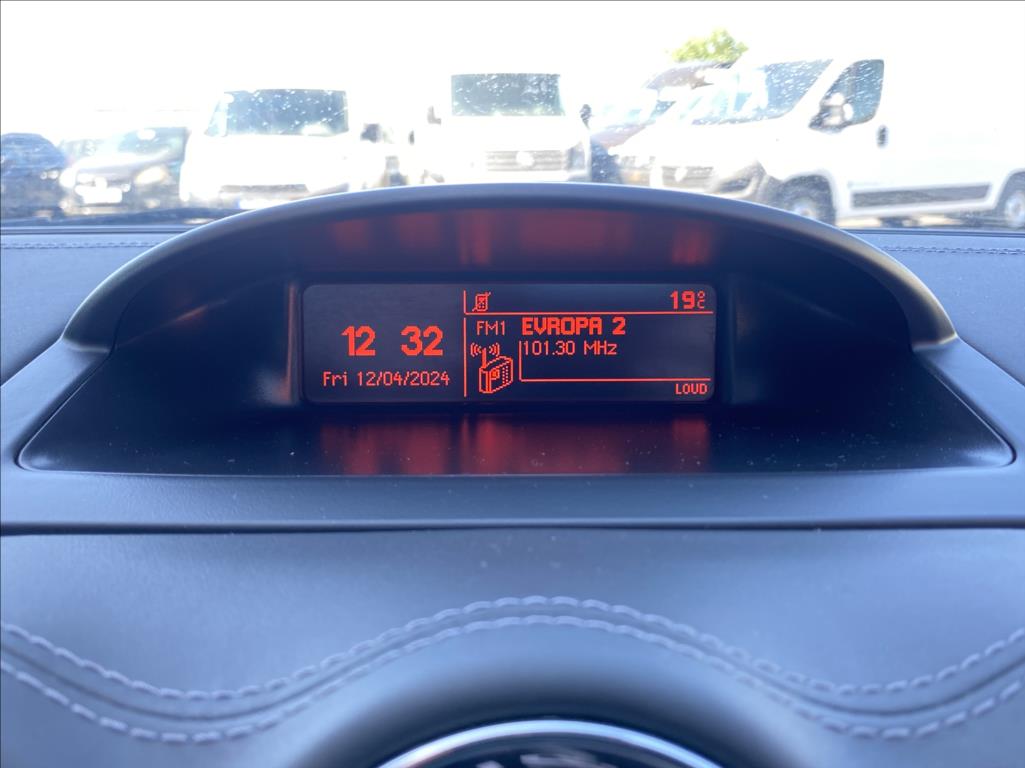 12 32
Fri 12/04/2024
19°C
FM1 EVROPA 2
101.30 MHz
LOUD